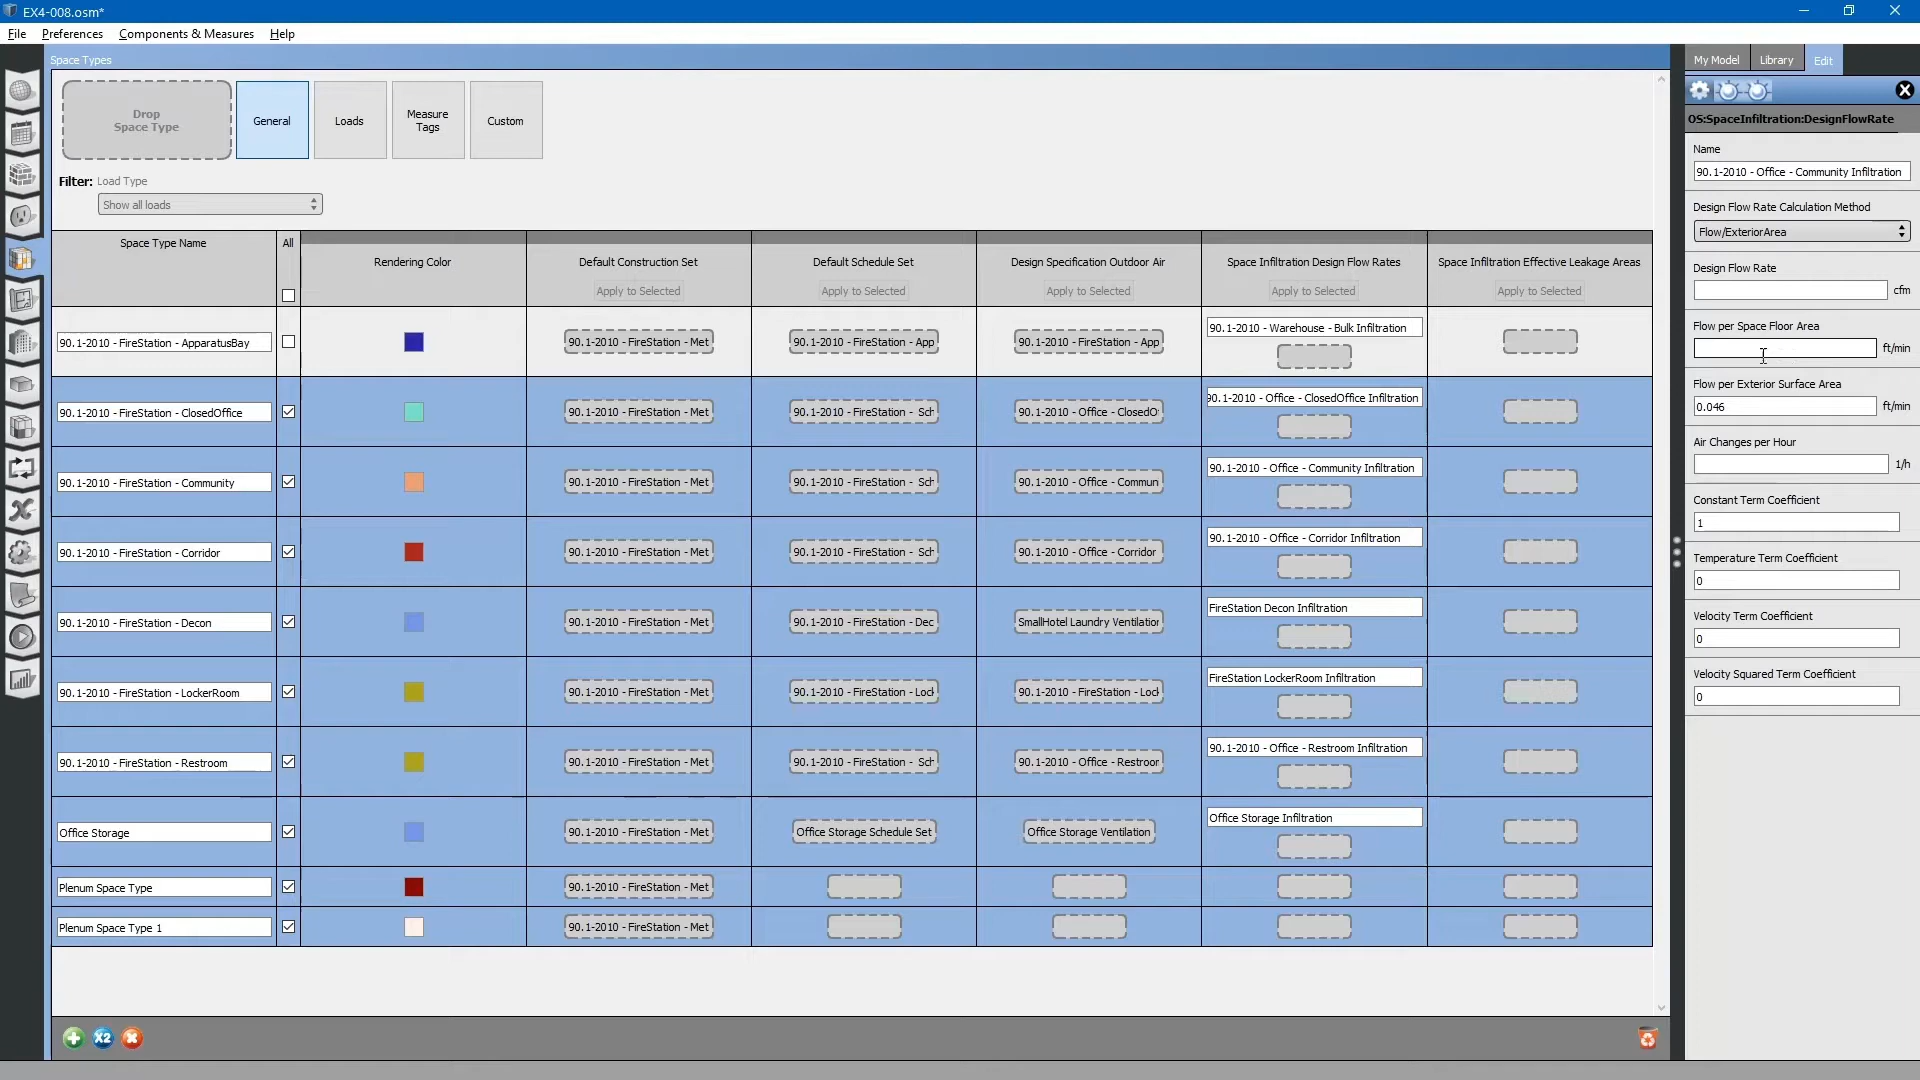 EX4-008.osm*
File Preferences Components & Measures Help
Space Types
My Model Library Edit
Drop
Space Type
General
Loads
Measure
Tags
Custom
Filter: Load Type
Show all loads
Space Type Name All Rendering Color Default Construction Set Default Schedule Set Design Specification Outdoor Air Space Infiltration Design Flow Rates Space Infiltration Effective Leakage Areas
Apply to Selected Apply to Selected Apply to Selected Apply to Selected Apply to Selected
90.1-2010 - FireStation - ApparatusBay 90.1-2010 - FireStation - Met 90.1-2010 - FireStation - App 90.1-2010 - FireStation - App 90.1-2010 - Warehouse - Bulk Infiltration
90.1-2010 - FireStation - ClosedOffice 90.1-2010 - FireStation - Met 90.1-2010 - FireStation - Sch 90.1-2010 - Office - ClosedO 90.1-2010 - Office - ClosedOffice Infiltration
90.1-2010 - FireStation - Community 90.1-2010 - FireStation - Met 90.1-2010 - FireStation - Sch 90.1-2010 - Office - Commun 90.1-2010 - Office - Community Infiltration
90.1-2010 - FireStation - Corridor 90.1-2010 - FireStation - Met 90.1-2010 - FireStation - Sch 90.1-2010 - Office - Corridor 90.1-2010 - Office - Corridor Infiltration
90.1-2010 - FireStation - Decon 90.1-2010 - FireStation - Met 90.1-2010 - FireStation - Dec SmallHotel Laundry Ventilation FireStation Decon Infiltration
90.1-2010 - FireStation - LockerRoom 90.1-2010 - FireStation - Met 90.1-2010 - FireStation - Lock 90.1-2010 - FireStation - Lock FireStation LockerRoom Infiltration
90.1-2010 - FireStation - Restroom 90.1-2010 - FireStation - Met 90.1-2010 - FireStation - Sch 90.1-2010 - Office - Restroor 90.1-2010 - Office - Restroom Infiltration
Office Storage 90.1-2010 - FireStation - Met Office Storage Schedule Set Office Storage Ventilation Office Storage Infiltration
Plenum Space Type 90.1-2010 - FireStation - Met
Plenum Space Type 1 90.1-2010 - FireStation - Met
X2
OS:SpaceInfiltration:DesignFlowRate
Name
90.1-2010 - Office - Community Infiltration
Design Flow Rate Calculation Method
Flow/ExteriorArea
Design Flow Rate
cfm
Flow per Space Floor Area
ft/min
Flow per Exterior Surface Area
0.046 ft/min
Air Changes per Hour
1/h
Constant Term Coefficient
1
Temperature Term Coefficient
0
Velocity Term Coefficient
0
Velocity Squared Term Coefficient
0